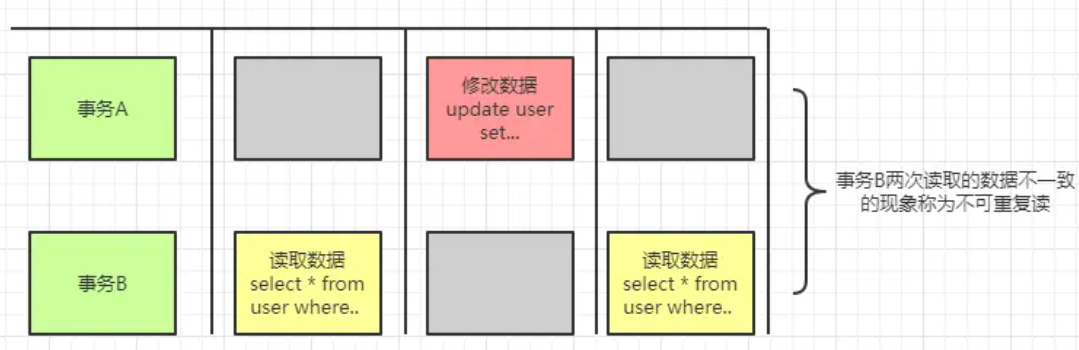 事务A
修改数据
update user
set...
事务B两次读取的数据不一致
的现象称为不可重复读
事务B
读取数据
select * from
user where..
读取数据
select * from
user where..